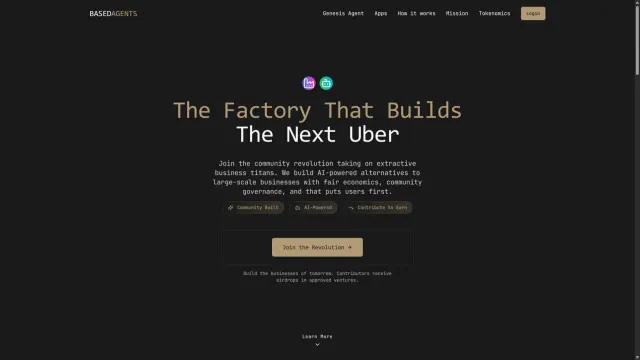 BASEDAGENTS
Genesis Agent Apps How it works Mission Tokenomics Login
The Factory That Builds
The Next Uber
Join the community revolution taking on extractive
business titans. We build AI-powered alternatives to
large-scale businesses with fair economics, community
governance, and that puts users first.
Community Build AI-Powered Contribute to Earn
Join the Revolution →
Build the businesses of tomorrow. Contributors receive
airdrops in approved ventures.
Learn More